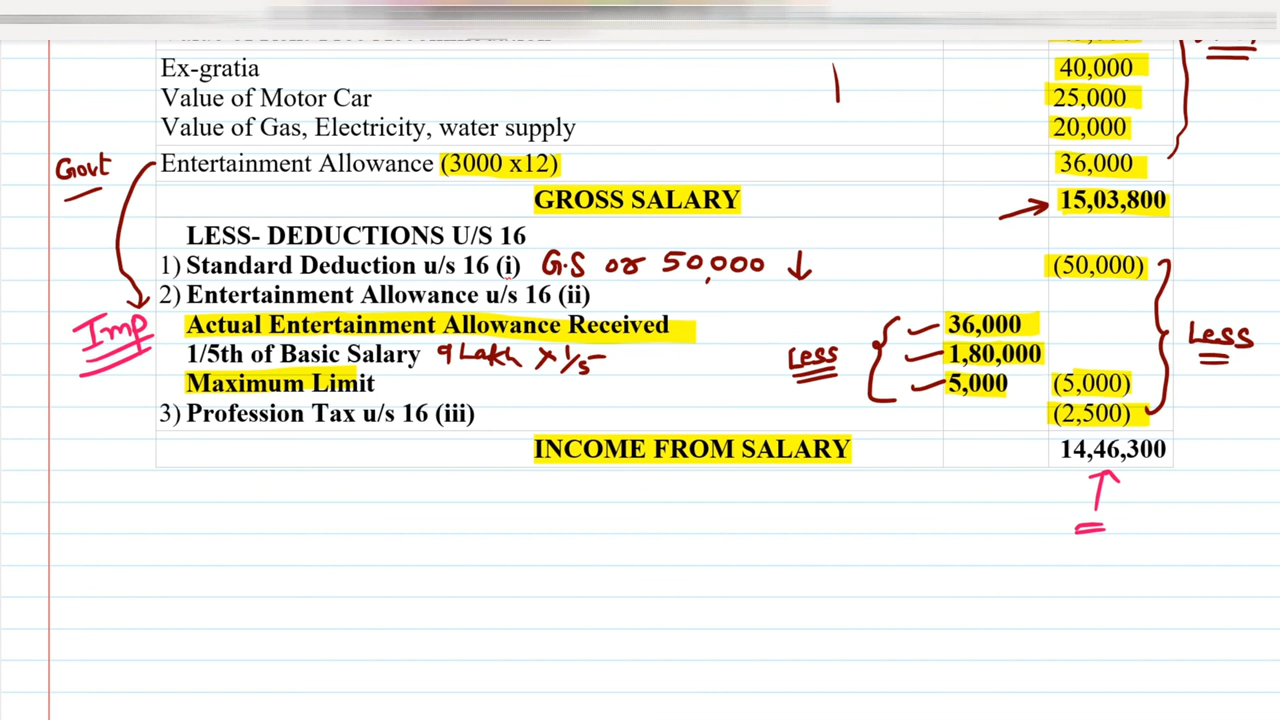 Ex-gratia 40,000
Value of Motor Car 25,000
Value of Gas, Electricity, water supply 20,000
Govt Entertainment Allowance (3000 x12) 36,000
GROSS SALARY 15,03,800
LESS- DEDUCTIONS U/S 16
1) Standard Deduction u/s 16 (i) G.S or 50,000 (50,000)
2) Entertainment Allowance u/s 16 (ii)
Imp Actual Entertainment Allowance Received 36,000 Less
1/5th of Basic Salary 9 Lakh x 1/5 Less 1,80,000
Maximum Limit 5,000 (5,000)
3) Profession Tax u/s 16 (iii) (2,500)
INCOME FROM SALARY 14,46,300